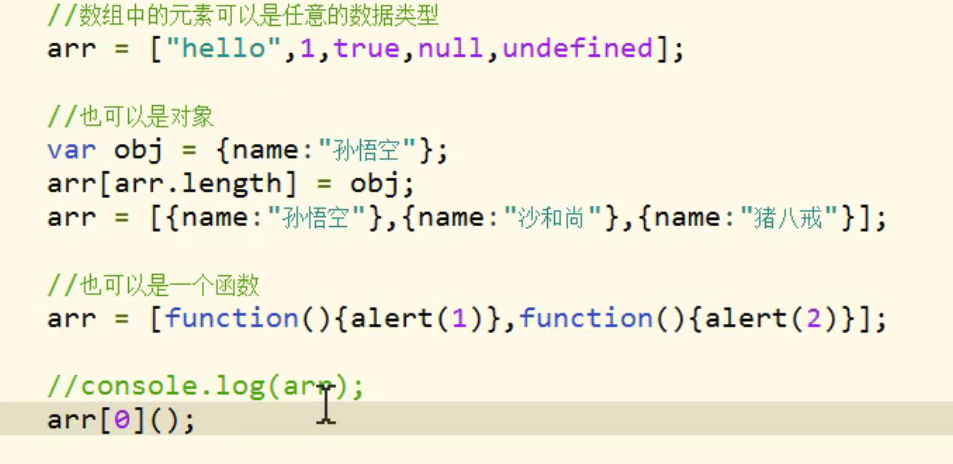 //数组中的元素可以是任意的数据类型
arr = ["hello",1,true,null,undefined];
//也可以是对象
var obj = {name:"孙悟空"};
arr[arr.length] = obj;
arr = [{name:"孙悟空"},{name:"沙和尚"},{name:"猪八戒"}];
//也可以是一个函数
arr = [function(){alert(1)},function(){alert(2)}];
//console.log(arr);
arr[0]();